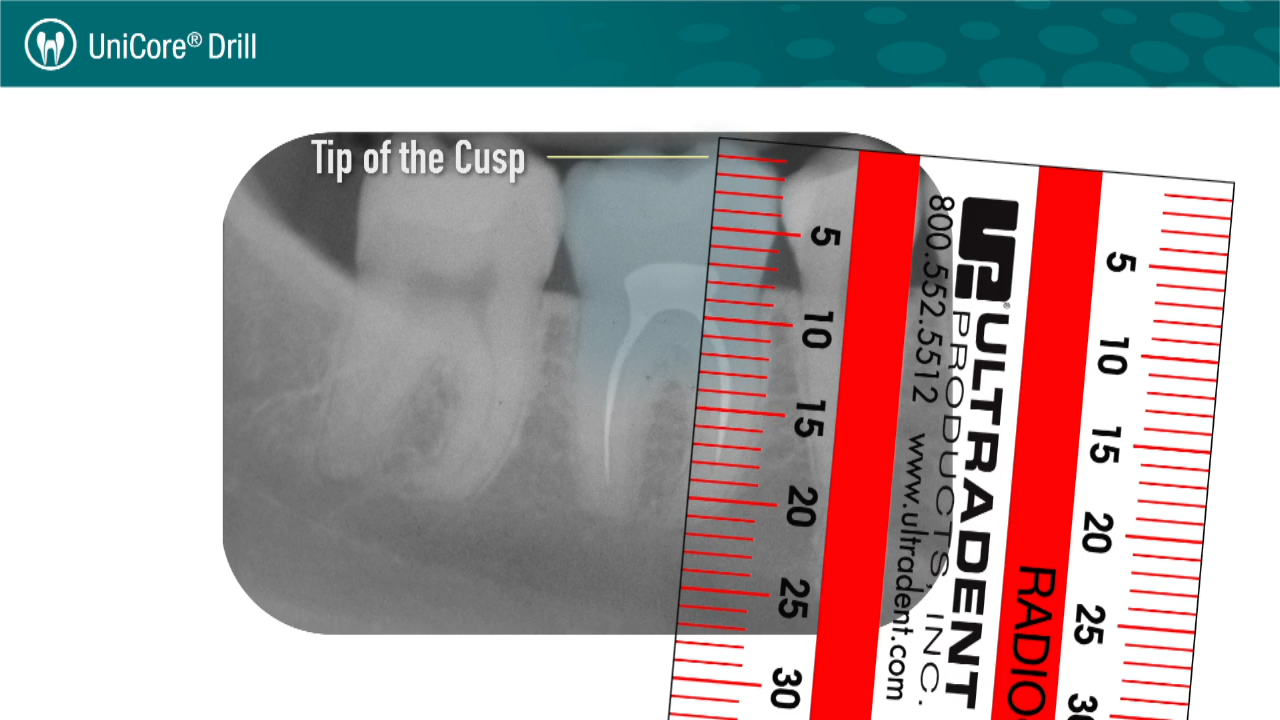 UniCore® Drill
Tip of the Cusp
5
10
15
20
25
30
800.552.5512 www.ultradent.com
ULTRADENT
PRODUCTS, INC.
RADIO
5
10
15
20
25